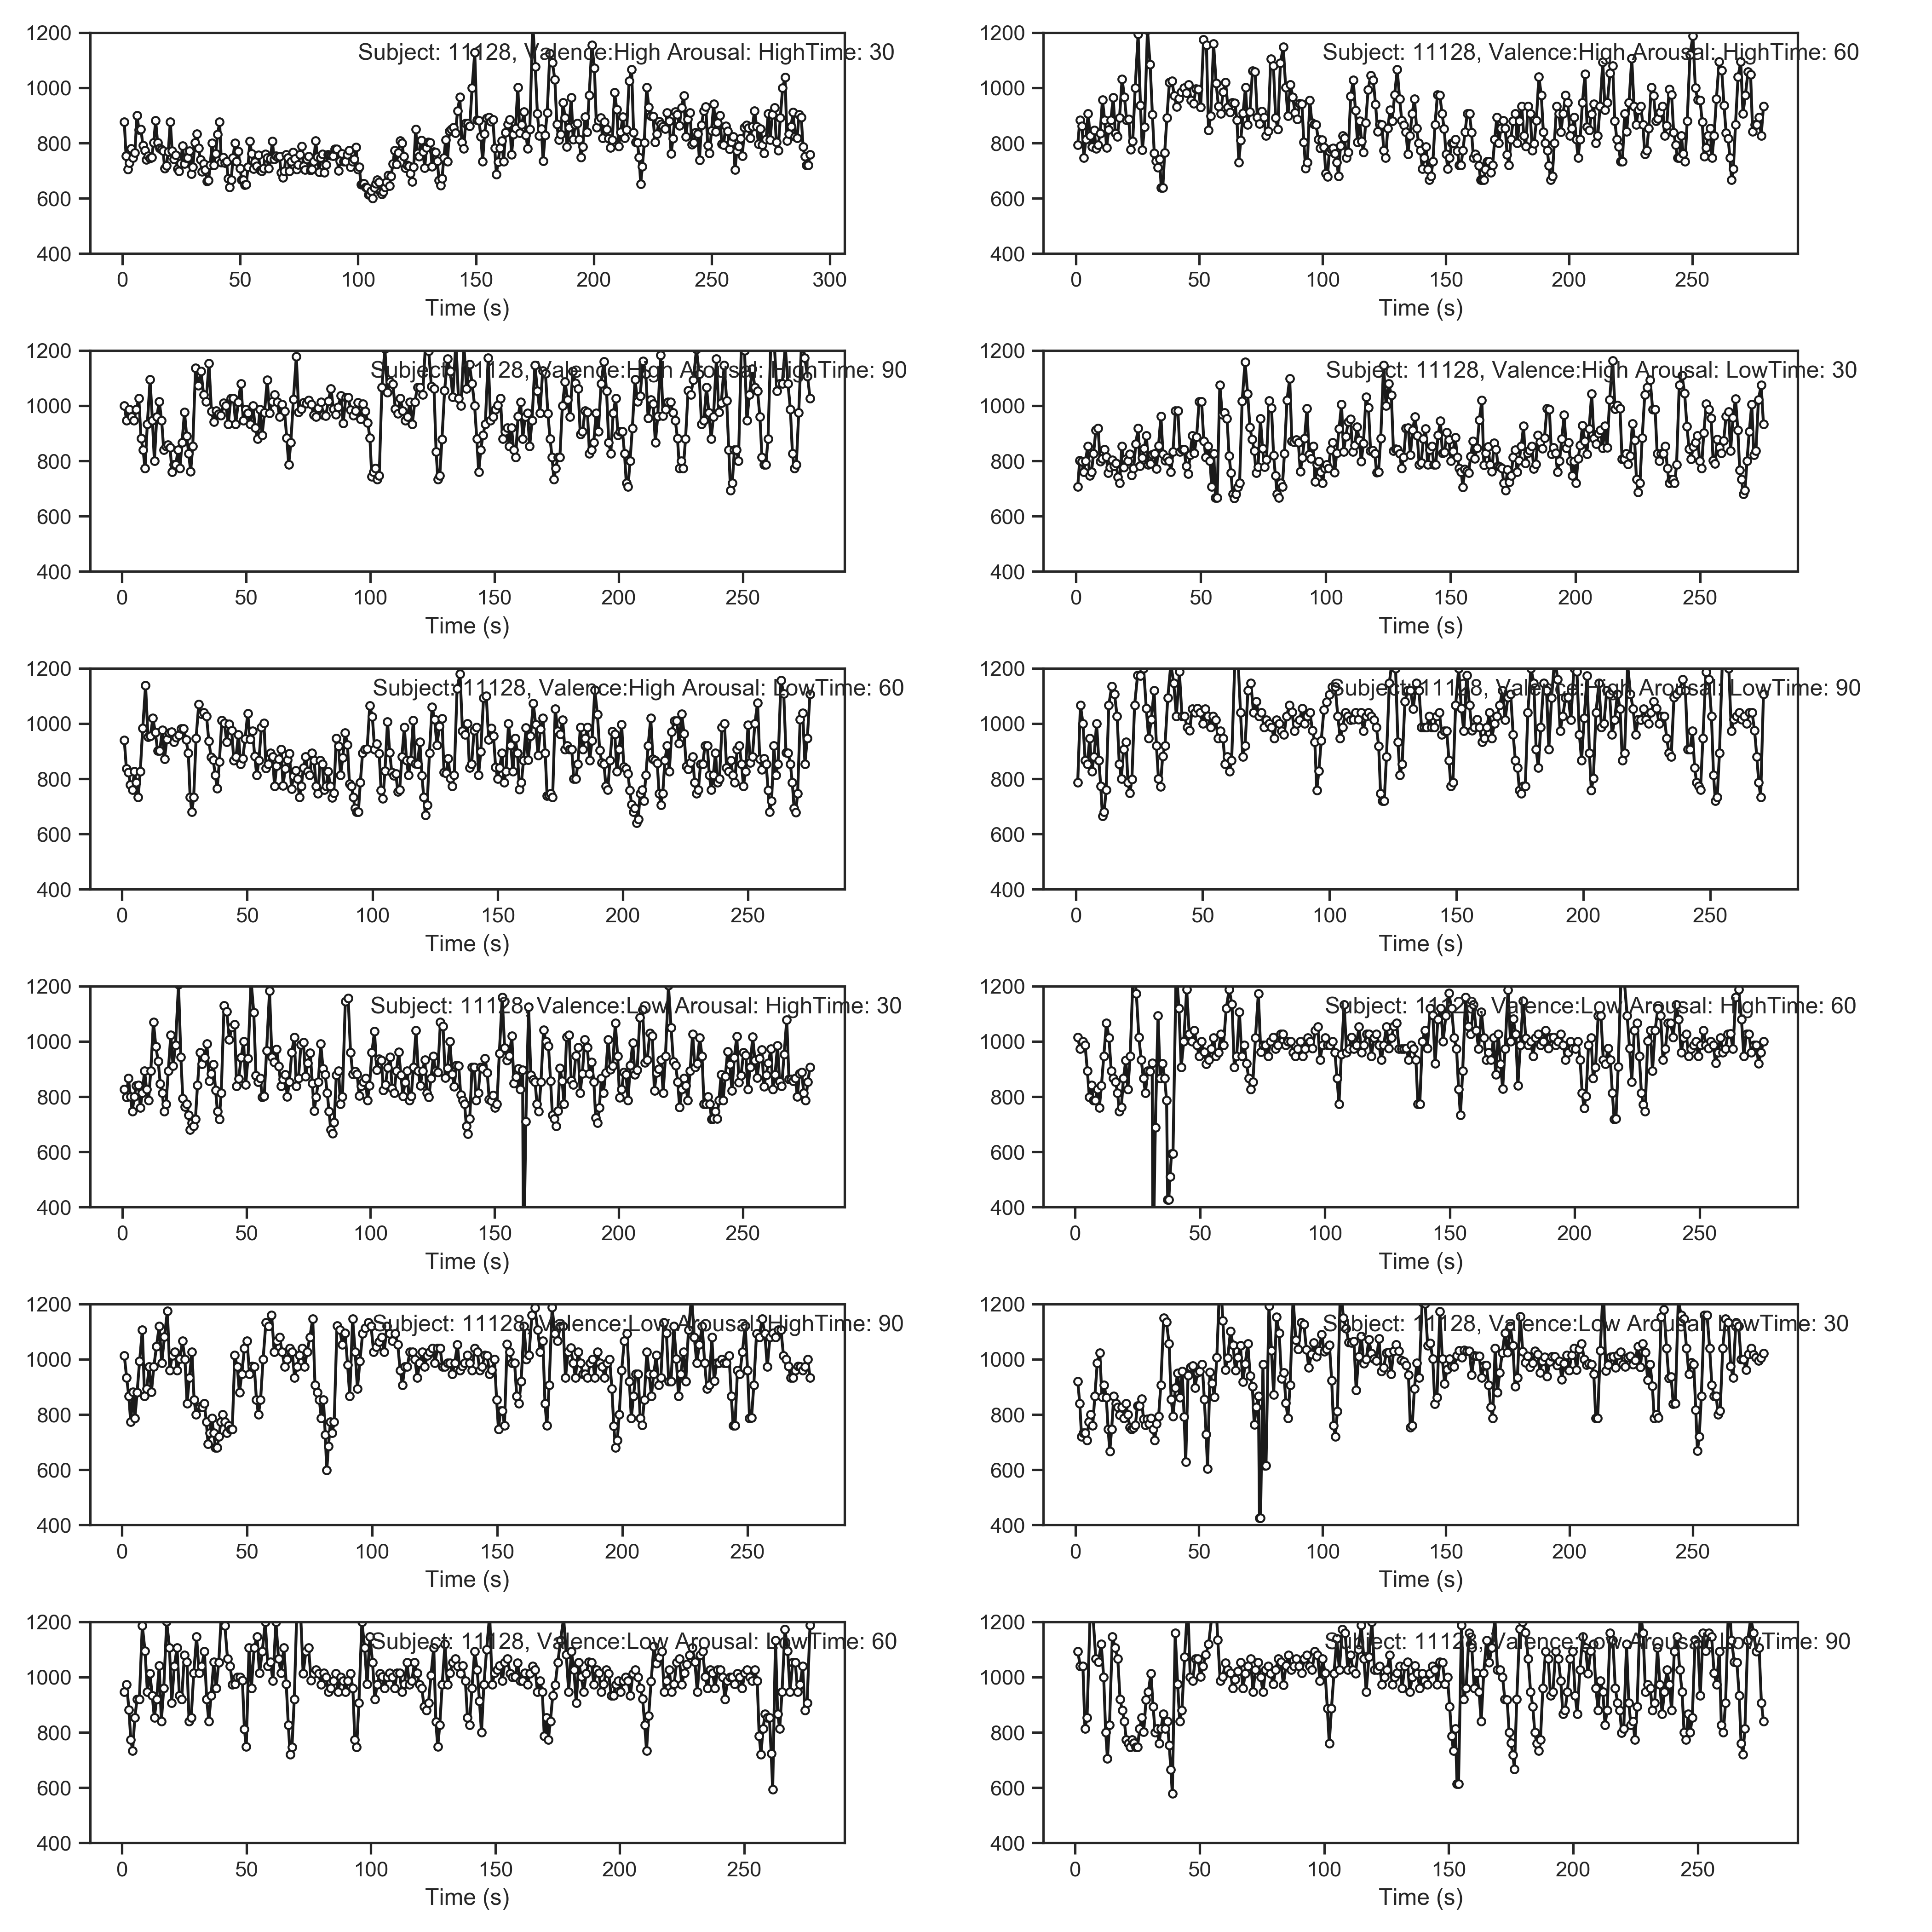 1200
Subject: 11128, Valence:High Arousal: HighTime: 30
1000
800
600
400
0 50 100 150 200 250 300
Time (s)
1200
Subject: 11128, Valence:High Arousal: HighTime: 60
1000
800
600
400
0 50 100 150 200 250
Time (s)
1200
Subject: 11128, Valence:High Arousal: HighTime: 90
1000
800
600
400
0 50 100 150 200 250
Time (s)
1200
Subject: 11128, Valence:High Arousal: LowTime: 30
1000
800
600
400
0 50 100 150 200 250
Time (s)
1200
Subject: 11128, Valence:High Arousal: LowTime: 60
1000
800
600
400
0 50 100 150 200 250
Time (s)
1200
Subject: 11128, Valence:High Arousal: LowTime: 90
1000
800
600
400
0 50 100 150 200 250
Time (s)
1200
Subject: 11128, Valence:Low Arousal: HighTime: 30
1000
800
600
400
0 50 100 150 200 250
Time (s)
1200
Subject: 11128, Valence:Low Arousal: HighTime: 60
1000
800
600
400
0 50 100 150 200 250
Time (s)
1200
Subject: 11128, Valence:Low Arousal: HighTime: 90
1000
800
600
400
0 50 100 150 200 250
Time (s)
1200
Subject: 11128, Valence:Low Arousal: LowTime: 30
1000
800
600
400
0 50 100 150 200 250
Time (s)
1200
Subject: 11128, Valence:Low Arousal: LowTime: 60
1000
800
600
400
0 50 100 150 200 250
Time (s)
1200
Subject: 11128, Valence:Low Arousal: LowTime: 90
1000
800
600
400
0 50 100 150 200 250
Time (s)